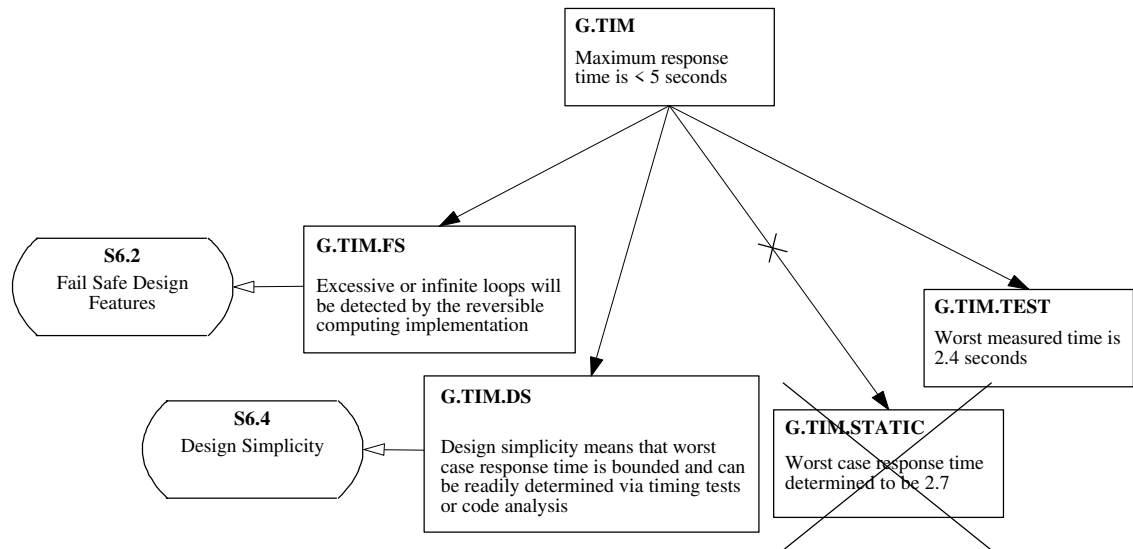 G.TIM
Maximum response
time is < 5 seconds
S6.2
Fail Safe Design
Features
G.TIM.FS
Excessive or infinite loops will
be detected by the reversible
computing implementation
G.TIM.TEST
Worst measured time is
2.4 seconds
S6.4
Design Simplicity
G.TIM.DS
Design simplicity means that worst
case response time is bounded and can
be readily determined via timing tests
or code analysis
G.TIM.STATIC
Worst case response time
determined to be 2.7